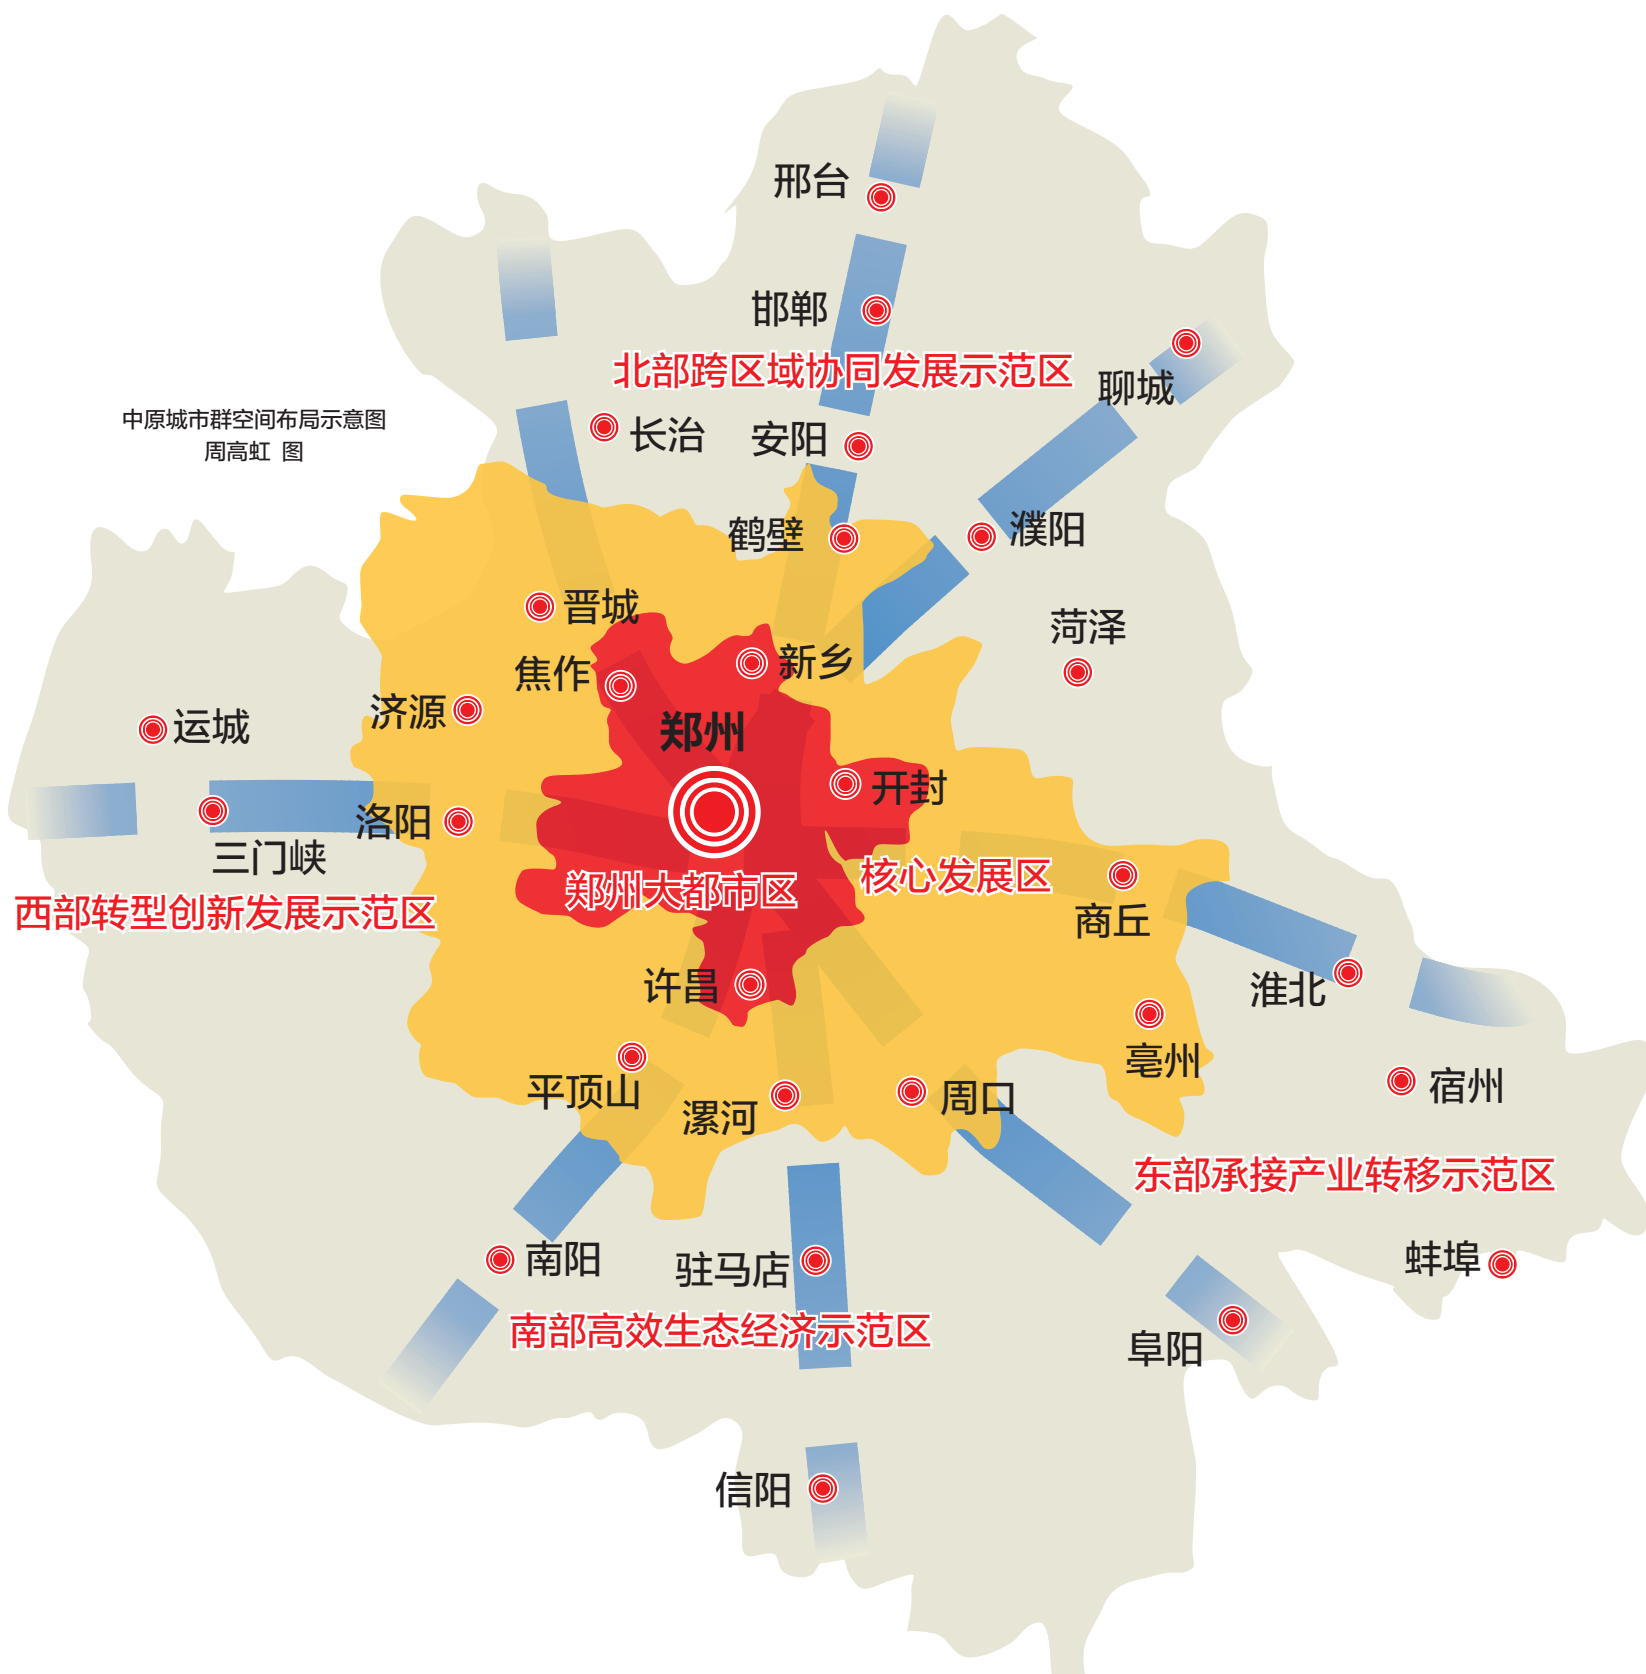 邢台
邯郸
北部跨区域协同发展示范区
聊城
中原城市群空间布局示意图
周高虹 图
长治
安阳
鹤壁
濮阳
晋城
菏泽
焦作
新乡
济源
运城
郑州
开封
洛阳
三门峡
核心发展区
郑州大都市区
西部转型创新发展示范区
商丘
许昌
淮北
亳州
平顶山
漯河
周口
宿州
东部承接产业转移示范区
南阳
驻马店
蚌埠
南部高效生态经济示范区
阜阳
信阳